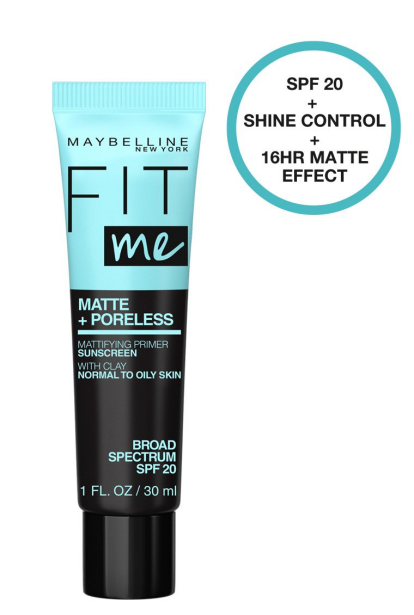 MAYBELLINE
NEW YORK
FIT
me
MATTE
+ PORELESS
MATTIFYING PRIMER
SUNSCREEN
WITH CLAY
NORMAL TO OILY SKIN
BROAD
SPECTRUM
SPF 20
1 FL. OZ / 30 ml
SPF 20
+
SHINE CONTROL
+
16HR MATTE
EFFECT